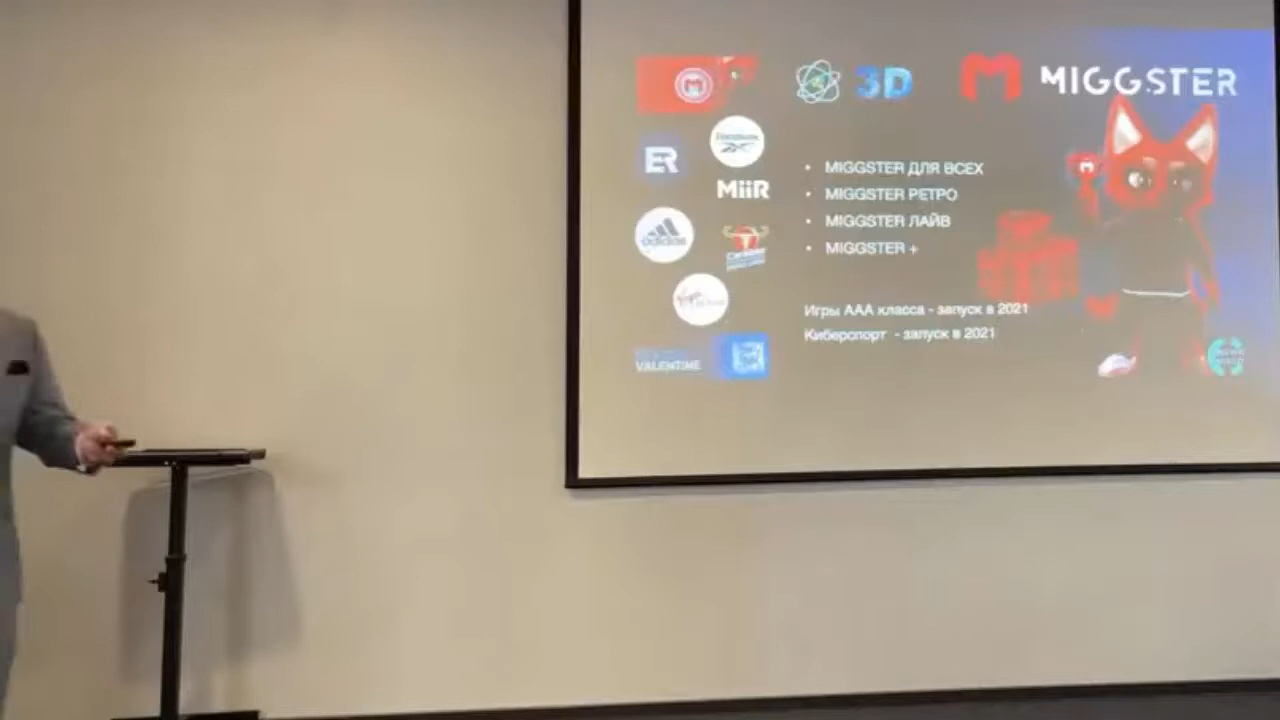 3D
MIGGSTER
ER
MiiR
adidas
VALENTINE
• MIGGSTER ДЛЯ ВСЕХ
• MIGGSTER РЕТРО
• MIGGSTER ЛАЙВ
• MIGGSTER +
Игры ААА класса - запуск в 2021
Киберспорт - запуск в 2021